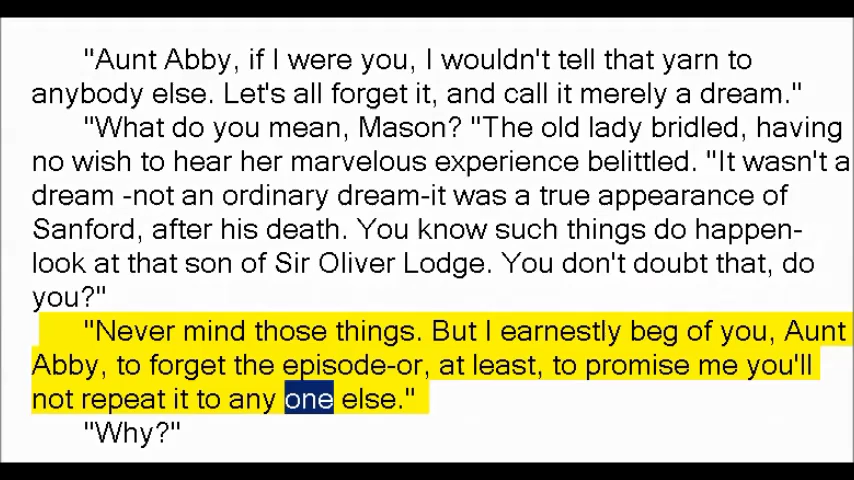 "Aunt Abby, if I were you, I wouldn't tell that yarn to
anybody else. Let's all forget it, and call it merely a dream."
"What do you mean, Mason? "The old lady bridled, having
no wish to hear her marvelous experience belittled. "It wasn't a
dream -not an ordinary dream-it was a true appearance of
Sanford, after his death. You know such things do happen-
look at that son of Sir Oliver Lodge. You don't doubt that, do
you?"
"Never mind those things. But I earnestly beg of you, Aunt
Abby, to forget the episode-or, at least, to promise me you'll
not repeat it to any one else."
"Why?"